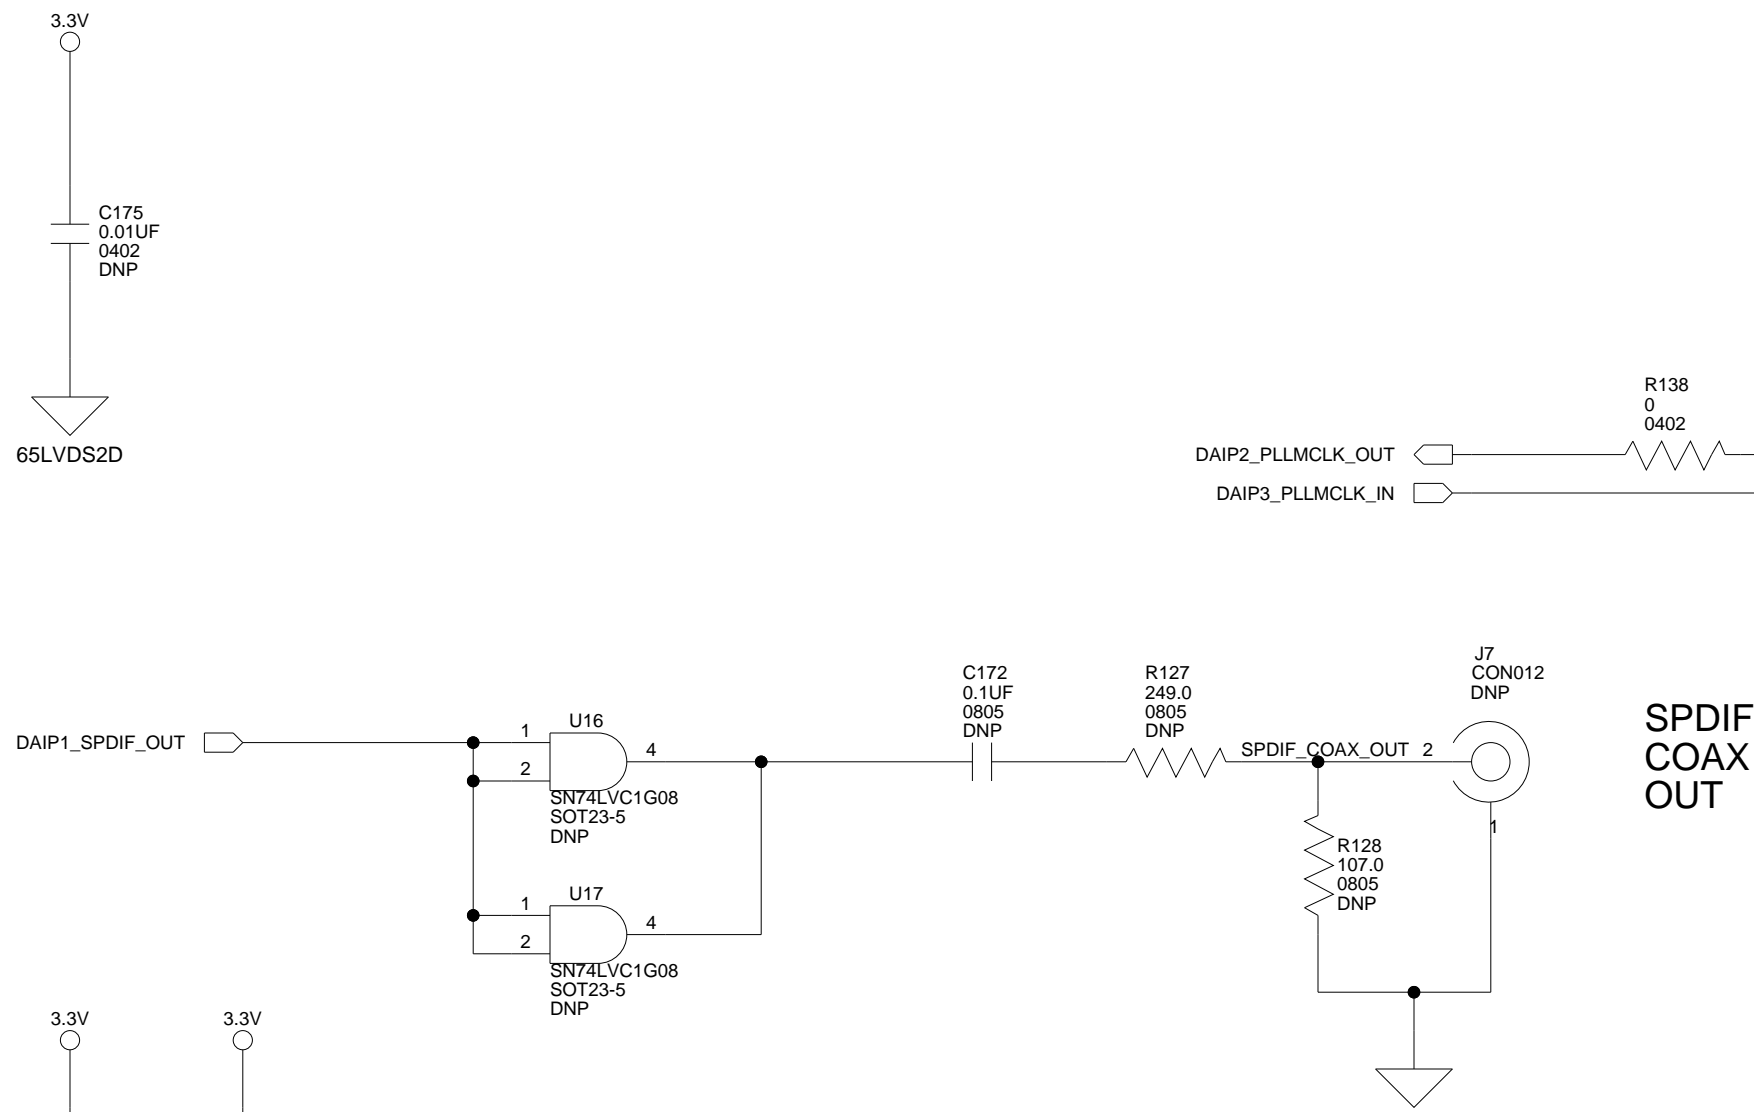 3.3V
C175
0.01UF
0402
DNP
65LVDS2D
R138
0
0402
DAIP2_PLLMCLK_OUT
DAIP3_PLLMCLK_IN
DAIP1_SPDIF_OUT
1
2
U16
4
SN74LVC1G08
SOT23-5
DNP
1
2
U17
4
SN74LVC1G08
SOT23-5
DNP
C172
0.1UF
0805
DNP
R127
249.0
0805
DNP
SPDIF_COAX_OUT
2
J7
CON012
DNP
1
R128
107.0
0805
DNP
SPDIF
COAX
OUT
3.3V
3.3V